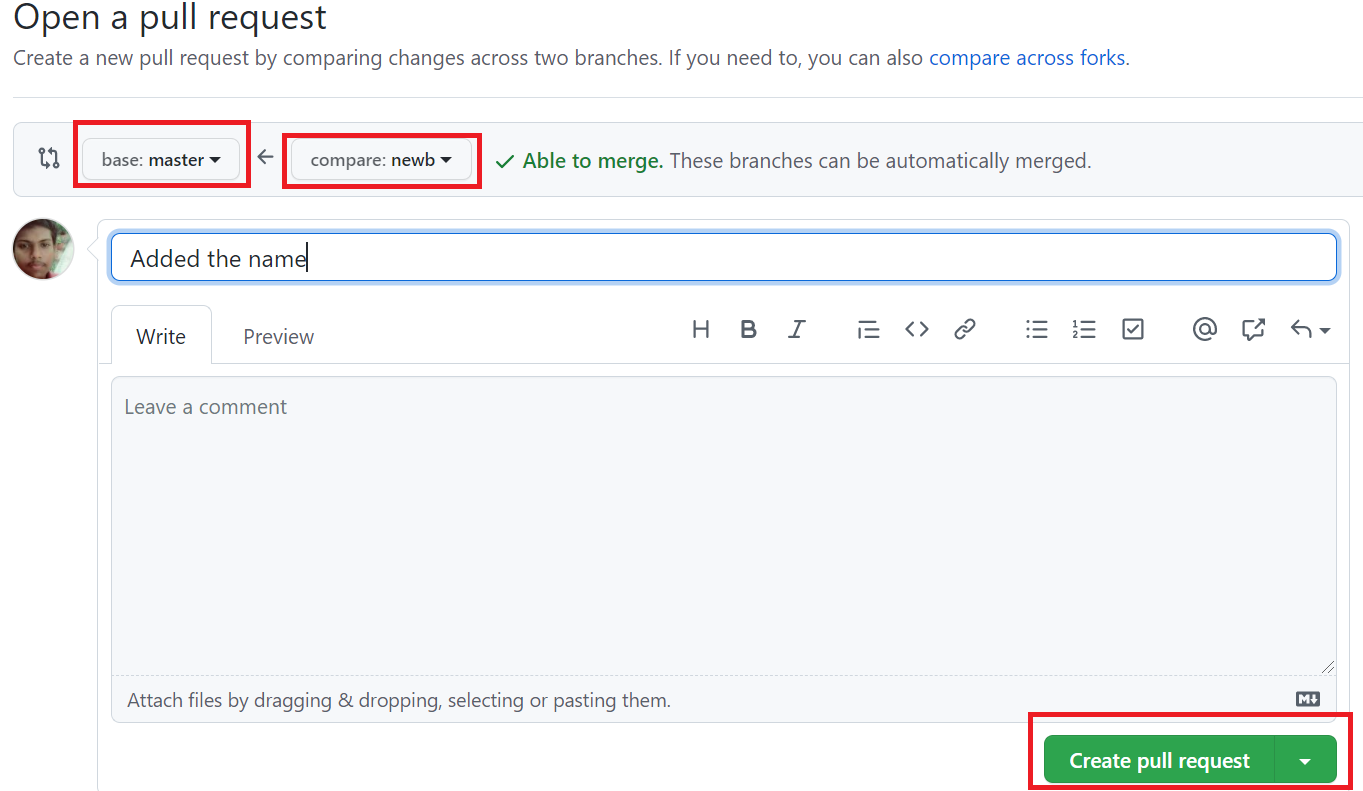 Open a pull request
Create a new pull request by comparing changes across two branches. If you need to, you can also compare across forks.
base: master compare: newb Able to merge. These branches can be automatically merged.
Added the name
Write Preview
Leave a comment
Attach files by dragging & dropping, selecting or pasting them.
Create pull request